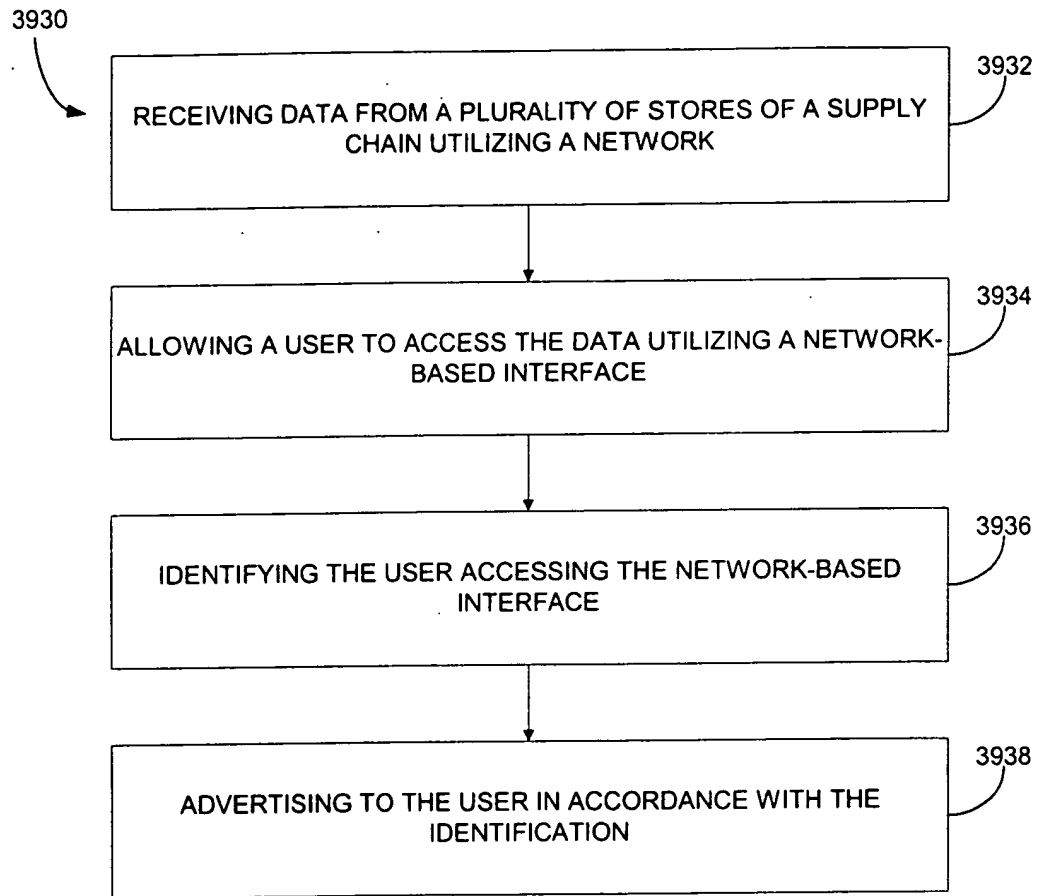 3930
3932
RECEIVING DATA FROM A PLURALITY OF STORES OF A SUPPLY
CHAIN UTILIZING A NETWORK
3934
ALLOWING A USER TO ACCESS THE DATA UTILIZING A NETWORK-
BASED INTERFACE
3936
IDENTIFYING THE USER ACCESSING THE NETWORK-BASED
INTERFACE
3938
ADVERTISING TO THE USER IN ACCORDANCE WITH THE
IDENTIFICATION